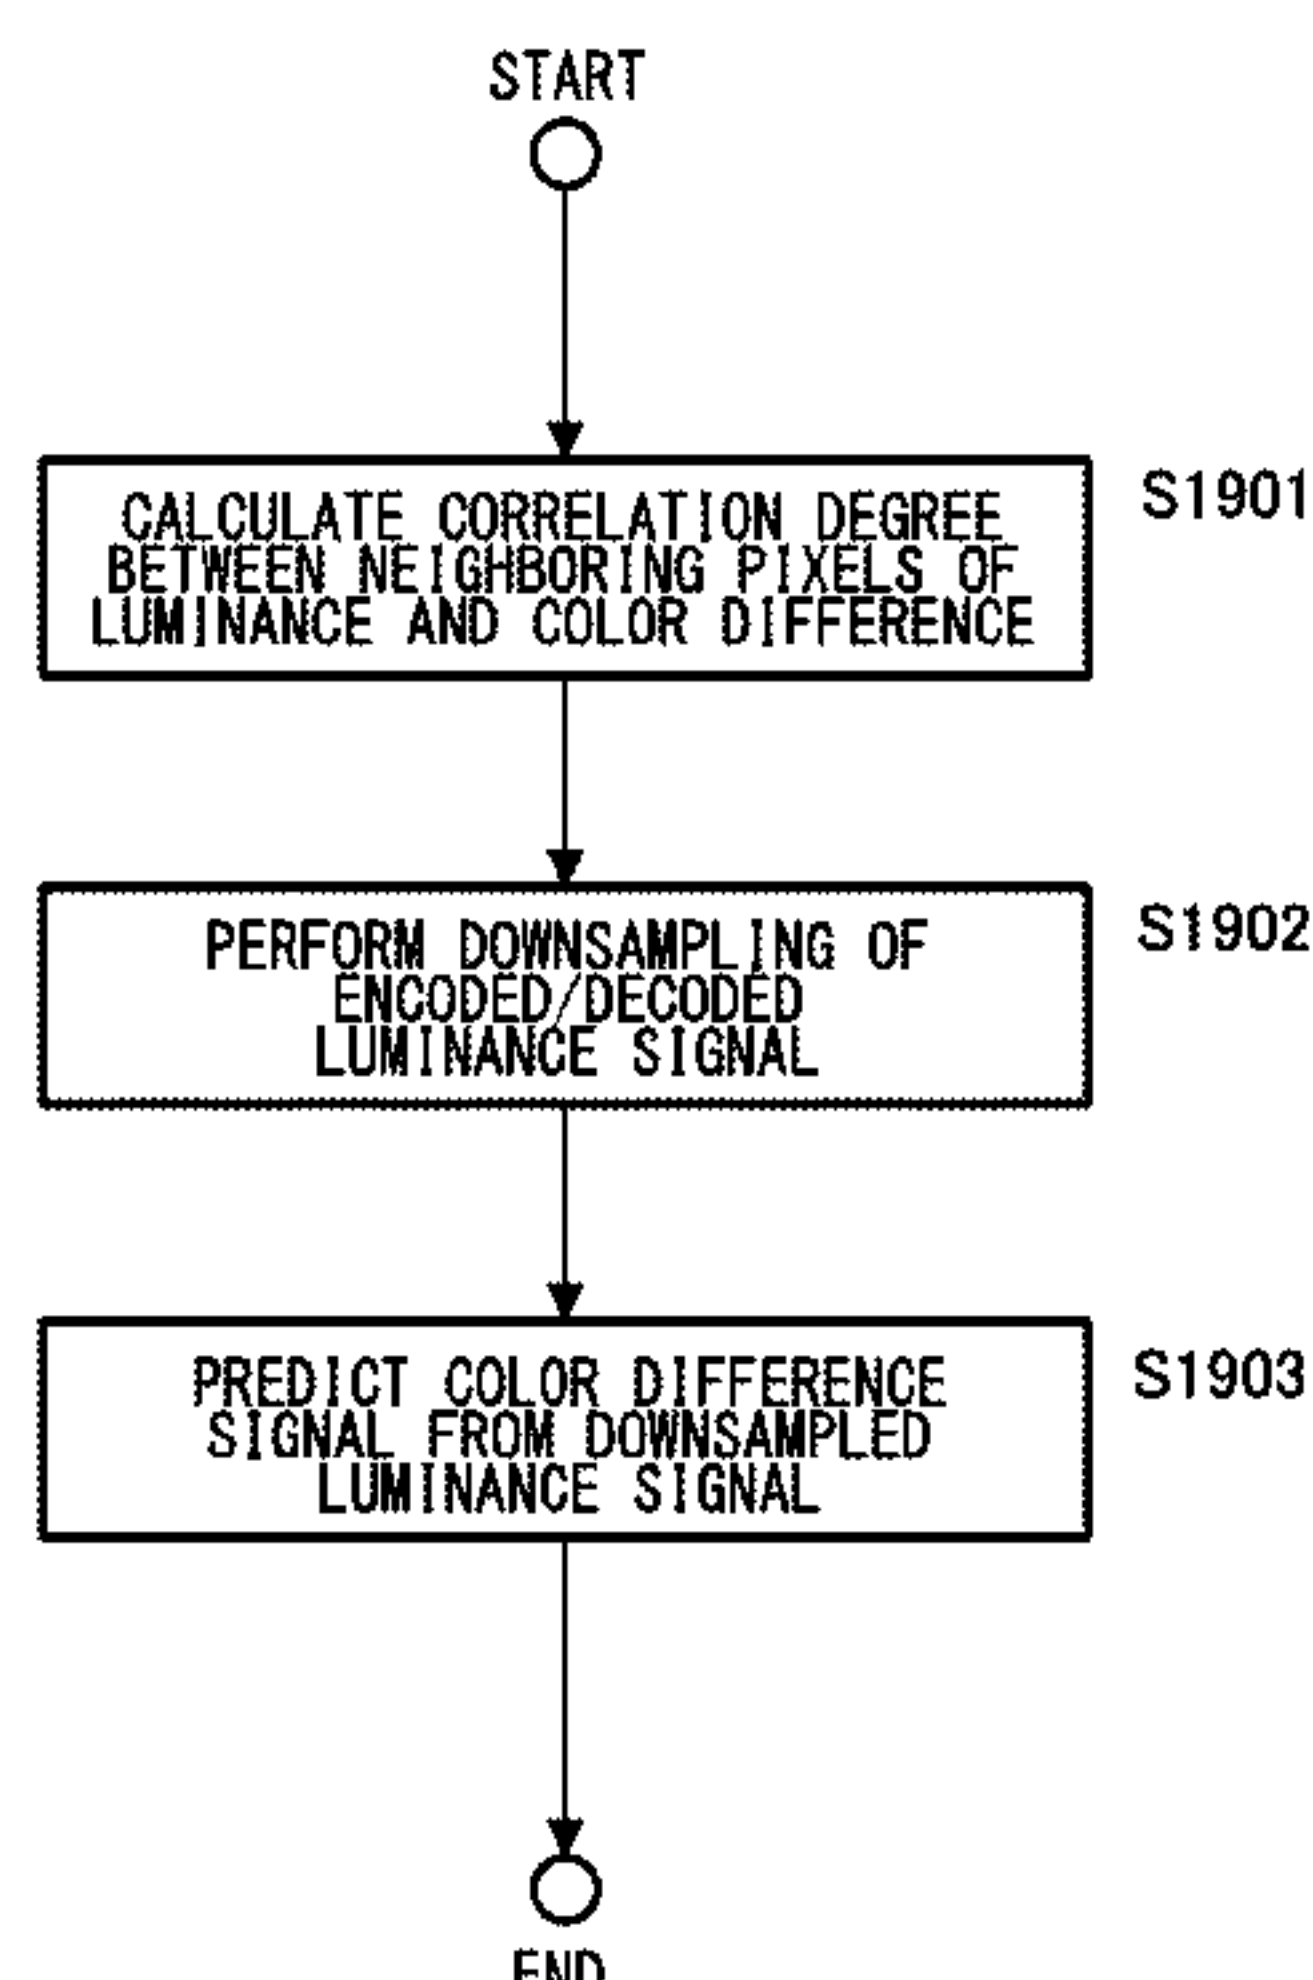 START
CALCULATE CORRELATION DEGREE
BETWEEN NEIGHBORING PIXELS OF
LUMINANCE AND COLOR DIFFERENCE
S1901
PERFORM DOWNSAMPLING OF
ENCODED/DECODED
LUMINANCE SIGNAL
S1902
PREDICT COLOR DIFFERENCE
SIGNAL FROM DOWNSAMPLED
LUMINANCE SIGNAL
S1903
END